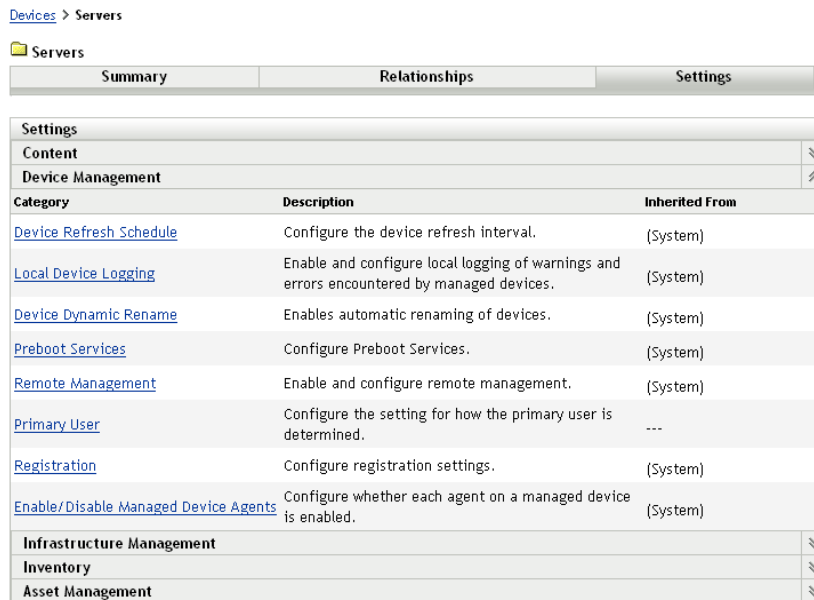 Devices > Servers
Servers
Summary Relationships Settings
Settings
Content
Device Management
Category Description Inherited From
Device Refresh Schedule Configure the device refresh interval. (System)
Local Device Logging Enable and configure local logging of warnings and errors encountered by managed devices. (System)
Device Dynamic Rename Enables automatic renaming of devices. (System)
Preboot Services Configure Preboot Services. (System)
Remote Management Enable and configure remote management. (System)
Primary User Configure the setting for how the primary user is determined. ---
Registration Configure registration settings. (System)
Enable/Disable Managed Device Agents Configure whether each agent on a managed device is enabled. (System)
Infrastructure Management
Inventory
Asset Management